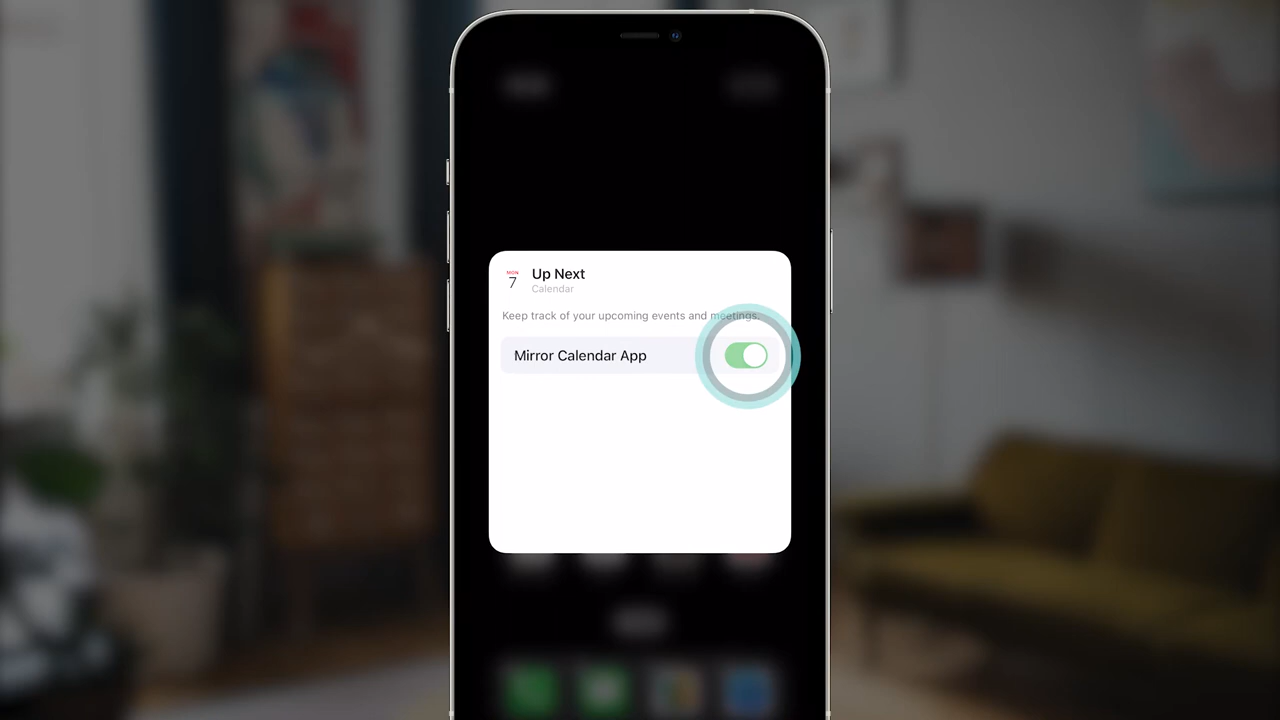 MON
7
Up Next
Calendar
Keep track of your upcoming events and meetings.
Mirror Calendar App